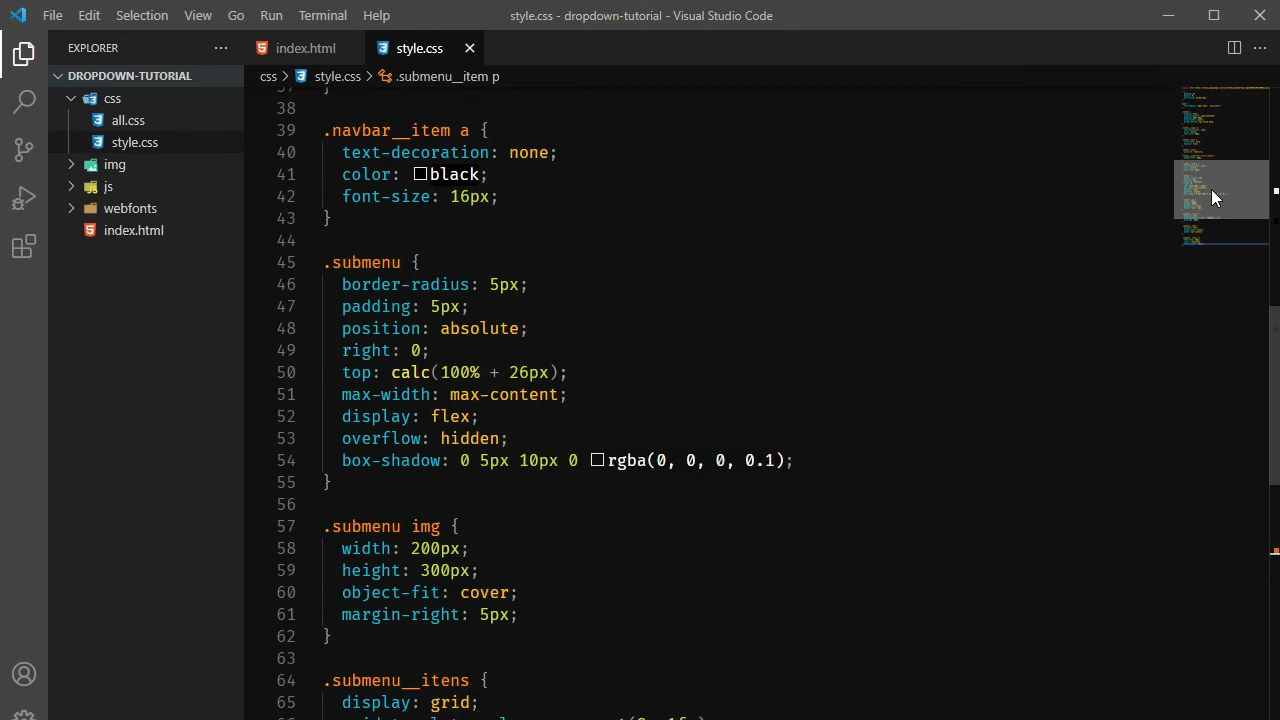 File Edit Selection View Go Run Terminal Help style.css - dropdown-tutorial - Visual Studio Code
EXPLORER ··· index.html style.css
DROPDOWN-TUTORIAL css > style.css > .submenu__item p
css
all.css
style.css
img
js
webfonts
index.html
38
39 .navbar__item a {
40 text-decoration: none;
41 color: black;
42 font-size: 16px;
43 }
44
45 .submenu {
46 border-radius: 5px;
47 padding: 5px;
48 position: absolute;
49 right: 0;
50 top: calc(100% + 26px);
51 max-width: max-content;
52 display: flex;
53 overflow: hidden;
54 box-shadow: 0 5px 10px 0 rgba(0, 0, 0, 0.1);
55 }
56
57 .submenu img {
58 width: 200px;
59 height: 300px;
60 object-fit: cover;
61 margin-right: 5px;
62 }
63
64 .submenu__itens {
65 display: grid;